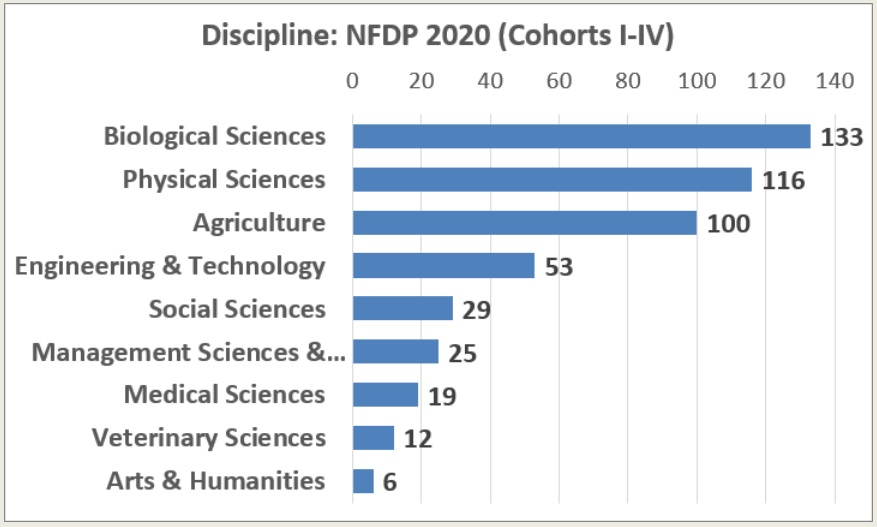 Discipline: NFDP 2020 (Cohorts I-IV)
0 20 40 60 80 100 120 140
Biological Sciences 133
Physical Sciences 116
Agriculture 100
Engineering & Technology 53
Social Sciences 29
Management Sciences &... 25
Medical Sciences 19
Veterinary Sciences 12
Arts & Humanities 6